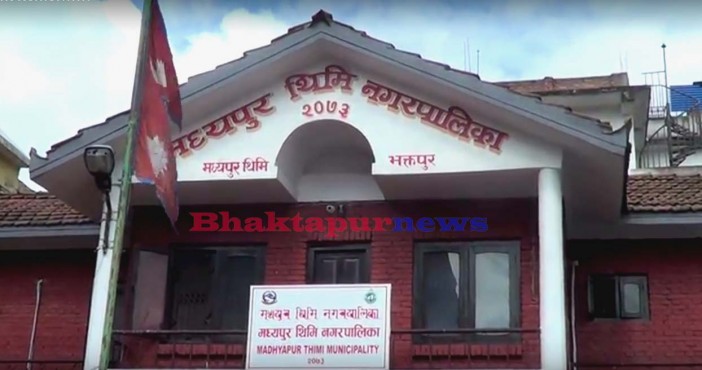 मध्यपुर थिमि नगरपालिका
२०७३
मध्यपुर थिमि भक्तपुर
Bhaktapurnews
मध्यपुर थिमि नगरपालिका
MADHYAPUR THIMI MUNICIPALITY
२०७३